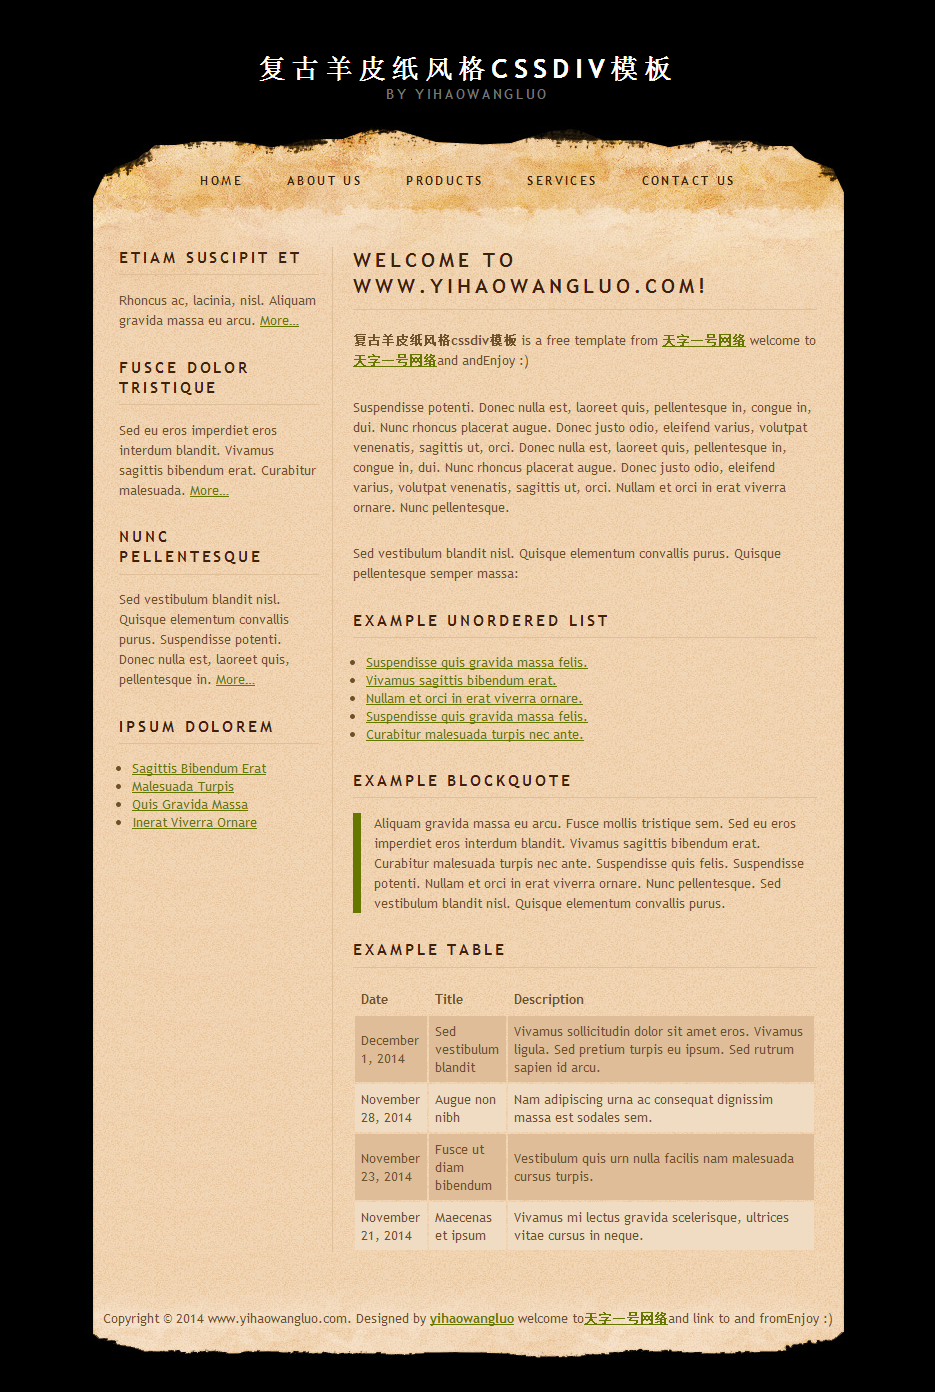 复古羊皮纸风格CSSDIV模板
BY YIHAOWANGLUO
HOME ABOUT US PRODUCTS SERVICES CONTACT US
ETIAM SUSCIPIT ET
Rhoncus ac, lacinia, nisl. Aliquam
gravida massa eu arcu. More...
FUSCE DOLOR
TRISTIQUE
Sed eu eros imperdiet eros
interdum blandit. Vivamus
sagittis bibendum erat. Curabitur
malesuada. More...
NUNC
PELLENTESQUE
Sed vestibulum blandit nisl.
Quisque elementum convallis
purus. Suspendisse potenti.
Donec nulla est, laoreet quis,
pellentesque in. More...
IPSUM DOLOREM
Sagittis Bibendum Erat
Malesuada Turpis
Quis Gravida Massa
Inerat Viverra Ornare
WELCOME TO
WWW.YIHAOWANGLUO.COM!
复古羊皮纸风格cssdiv模板 is a free template from 天字一号网络 welcome to
天字一号网络and andEnjoy :)
Suspendisse potenti. Donec nulla est, laoreet quis, pellentesque in, congue in,
dui. Nunc rhoncus placerat augue. Donec justo odio, eleifend varius, volutpat
venenatis, sagittis ut, orci. Donec nulla est, laoreet quis, pellentesque in,
congue in, dui. Nunc rhoncus placerat augue. Donec justo odio, eleifend
varius, volutpat venenatis, sagittis ut, orci. Nullam et orci in erat viverra
ornare. Nunc pellentesque.
Sed vestibulum blandit nisl. Quisque elementum convallis purus. Quisque
pellentesque semper massa:
EXAMPLE UNORDERED LIST
Suspendisse quis gravida massa felis.
Vivamus sagittis bibendum erat.
Nullam et orci in erat viverra ornare.
Suspendisse quis gravida massa felis.
Curabitur malesuada turpis nec ante.
EXAMPLE BLOCKQUOTE
Aliquam gravida massa eu arcu. Fusce mollis tristique sem. Sed eu eros
imperdiet eros interdum blandit. Vivamus sagittis bibendum erat.
Curabitur malesuada turpis nec ante. Suspendisse quis felis. Suspendisse
potenti. Nullam et orci in erat viverra ornare. Nunc pellentesque. Sed
vestibulum blandit nisl. Quisque elementum convallis purus.
EXAMPLE TABLE
Date Title Description
December
1, 2014
Sed
vestibulum
blandit
Vivamus sollicitudin dolor sit amet eros. Vivamus
ligula. Sed pretium turpis eu ipsum. Sed rutrum
sapien id arcu.
November
28, 2014
Augue non
nibh
Nam adipiscing urna ac consequat dignissim
massa est sodales sem.
November
23, 2014
Fusce ut
diam
bibendum
Vestibulum quis urn nulla facilis nam malesuada
cursus turpis.
November
21, 2014
Maecenas
et ipsum
Vivamus mi lectus gravida scelerisque, ultrices
vitae cursus in neque.
Copyright © 2014 www.yihaowangluo.com. Designed by yihaowangluo welcome to天字一号网络and link to and fromEnjoy :)